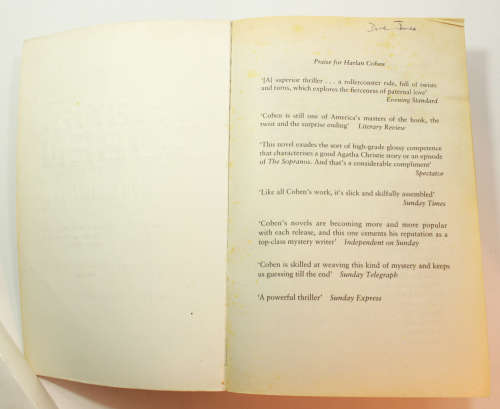 Praise for Harlan Coben
'[A] superior thriller . . . a rollercoaster ride, full of twists
and turns, which explores the fierceness of paternal love'
Evening Standard
'Coben is still one of America's masters of the hook, the
twist and the surprise ending' Literary Review
'This novel exudes the sort of high-grade glossy competence
that characterises a good Agatha Christie story or an episode
of The Sopranos. And that's a considerable compliment'
Spectator
'Like all Coben's work, it's slick and skilfully assembled'
Sunday Times
'Coben's novels are becoming more and more popular
with each release, and this one cements his reputation as a
top-class mystery writer' Independent on Sunday
'Coben is skilled at weaving this kind of mystery and keeps
us guessing till the end' Sunday Telegraph
'A powerful thriller' Sunday Express